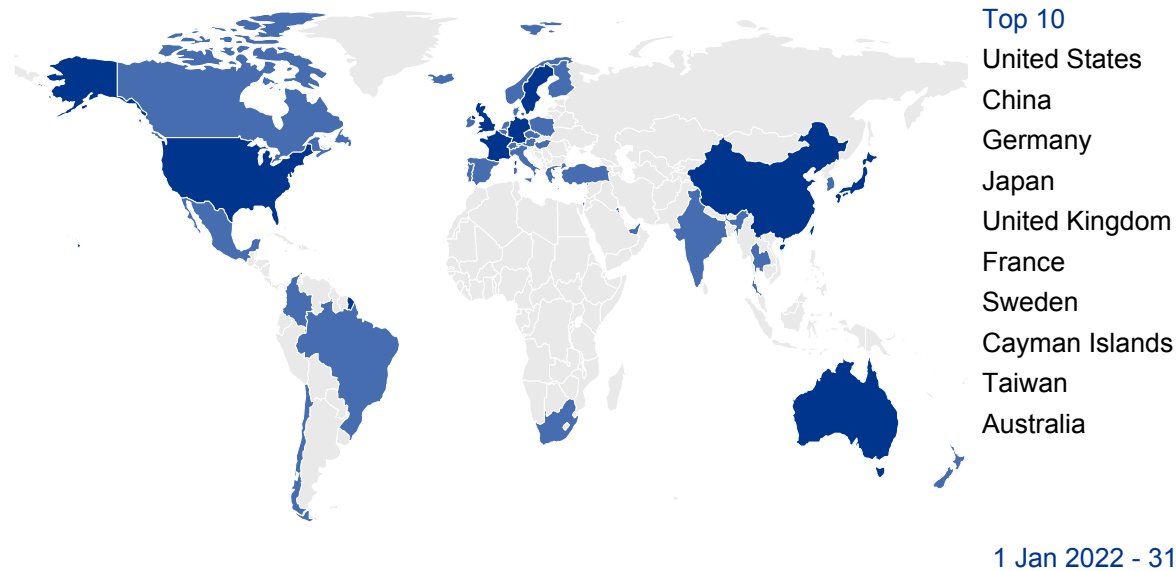 Top 10
United States
China
Germany
Japan
United Kingdom
France
Sweden
Cayman Islands
Taiwan
Australia
1 Jan 2022 - 31